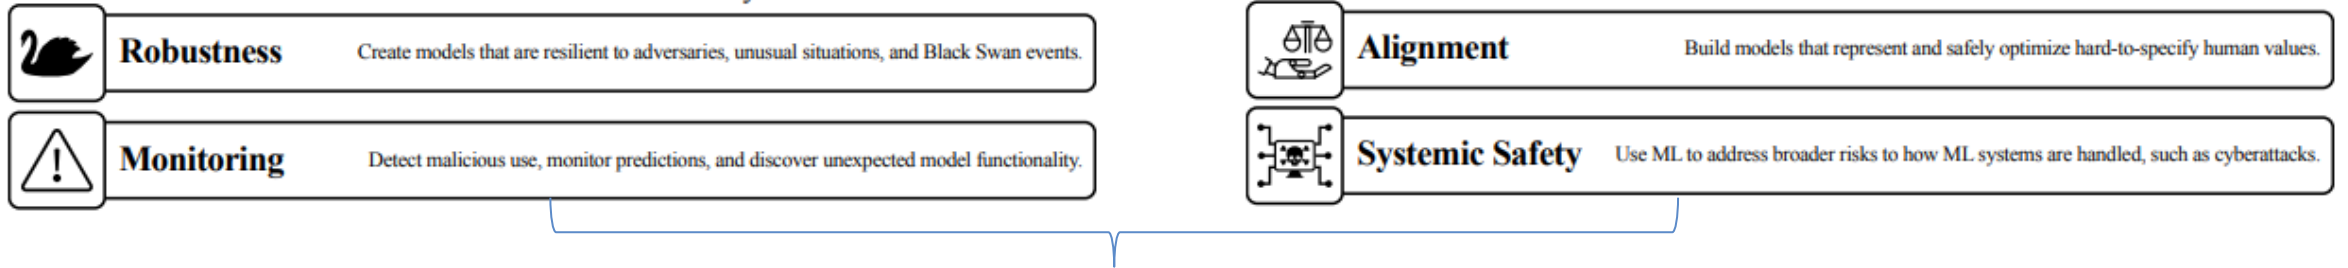 Robustness Create models that are resilient to adversaries, unusual situations, and Black Swan events.
Monitoring Detect malicious use, monitor predictions, and discover unexpected model functionality.
Alignment Build models that represent and safely optimize hard-to-specify human values.
Systemic Safety Use ML to address broader risks to how ML systems are handled, such as cyberattacks.